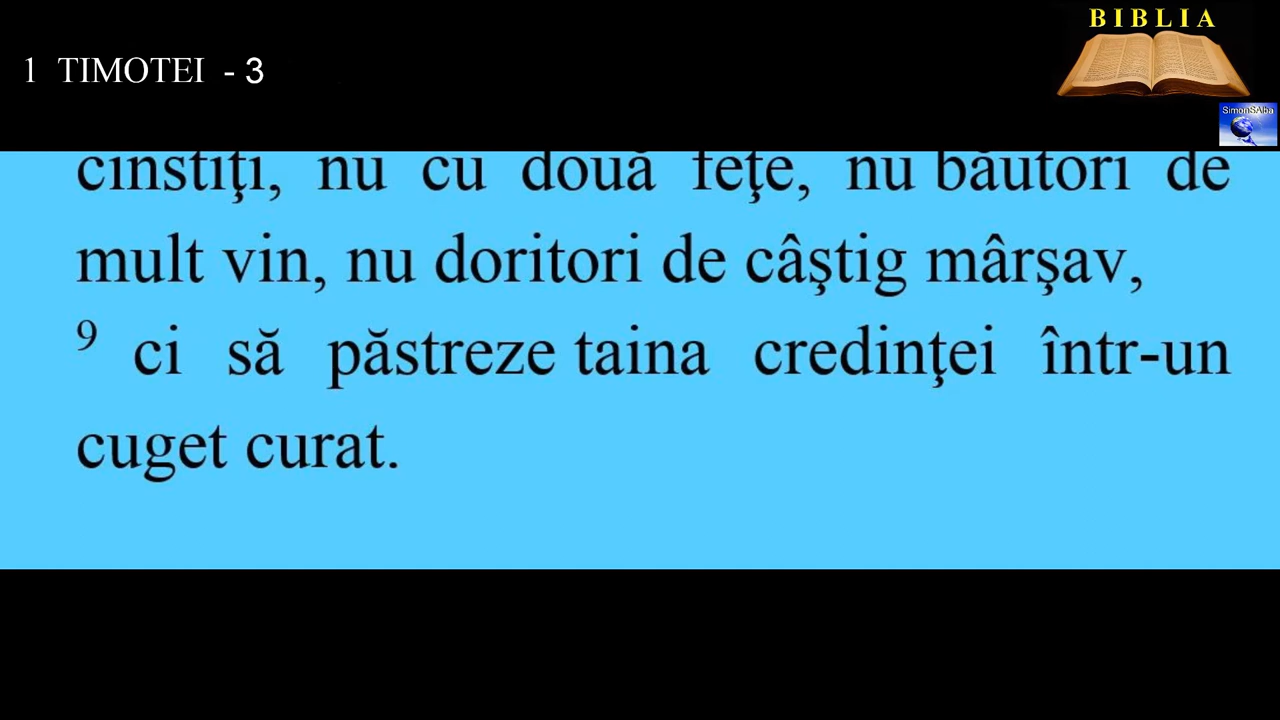 BIBLIA
1 TIMOTEI - 3
SimonSAlba
cinstiţi, nu cu două feţe, nu băutori de
mult vin, nu doritori de câştig mârşav,
9 ci să păstreze taina credinţei într-un
cuget curat.